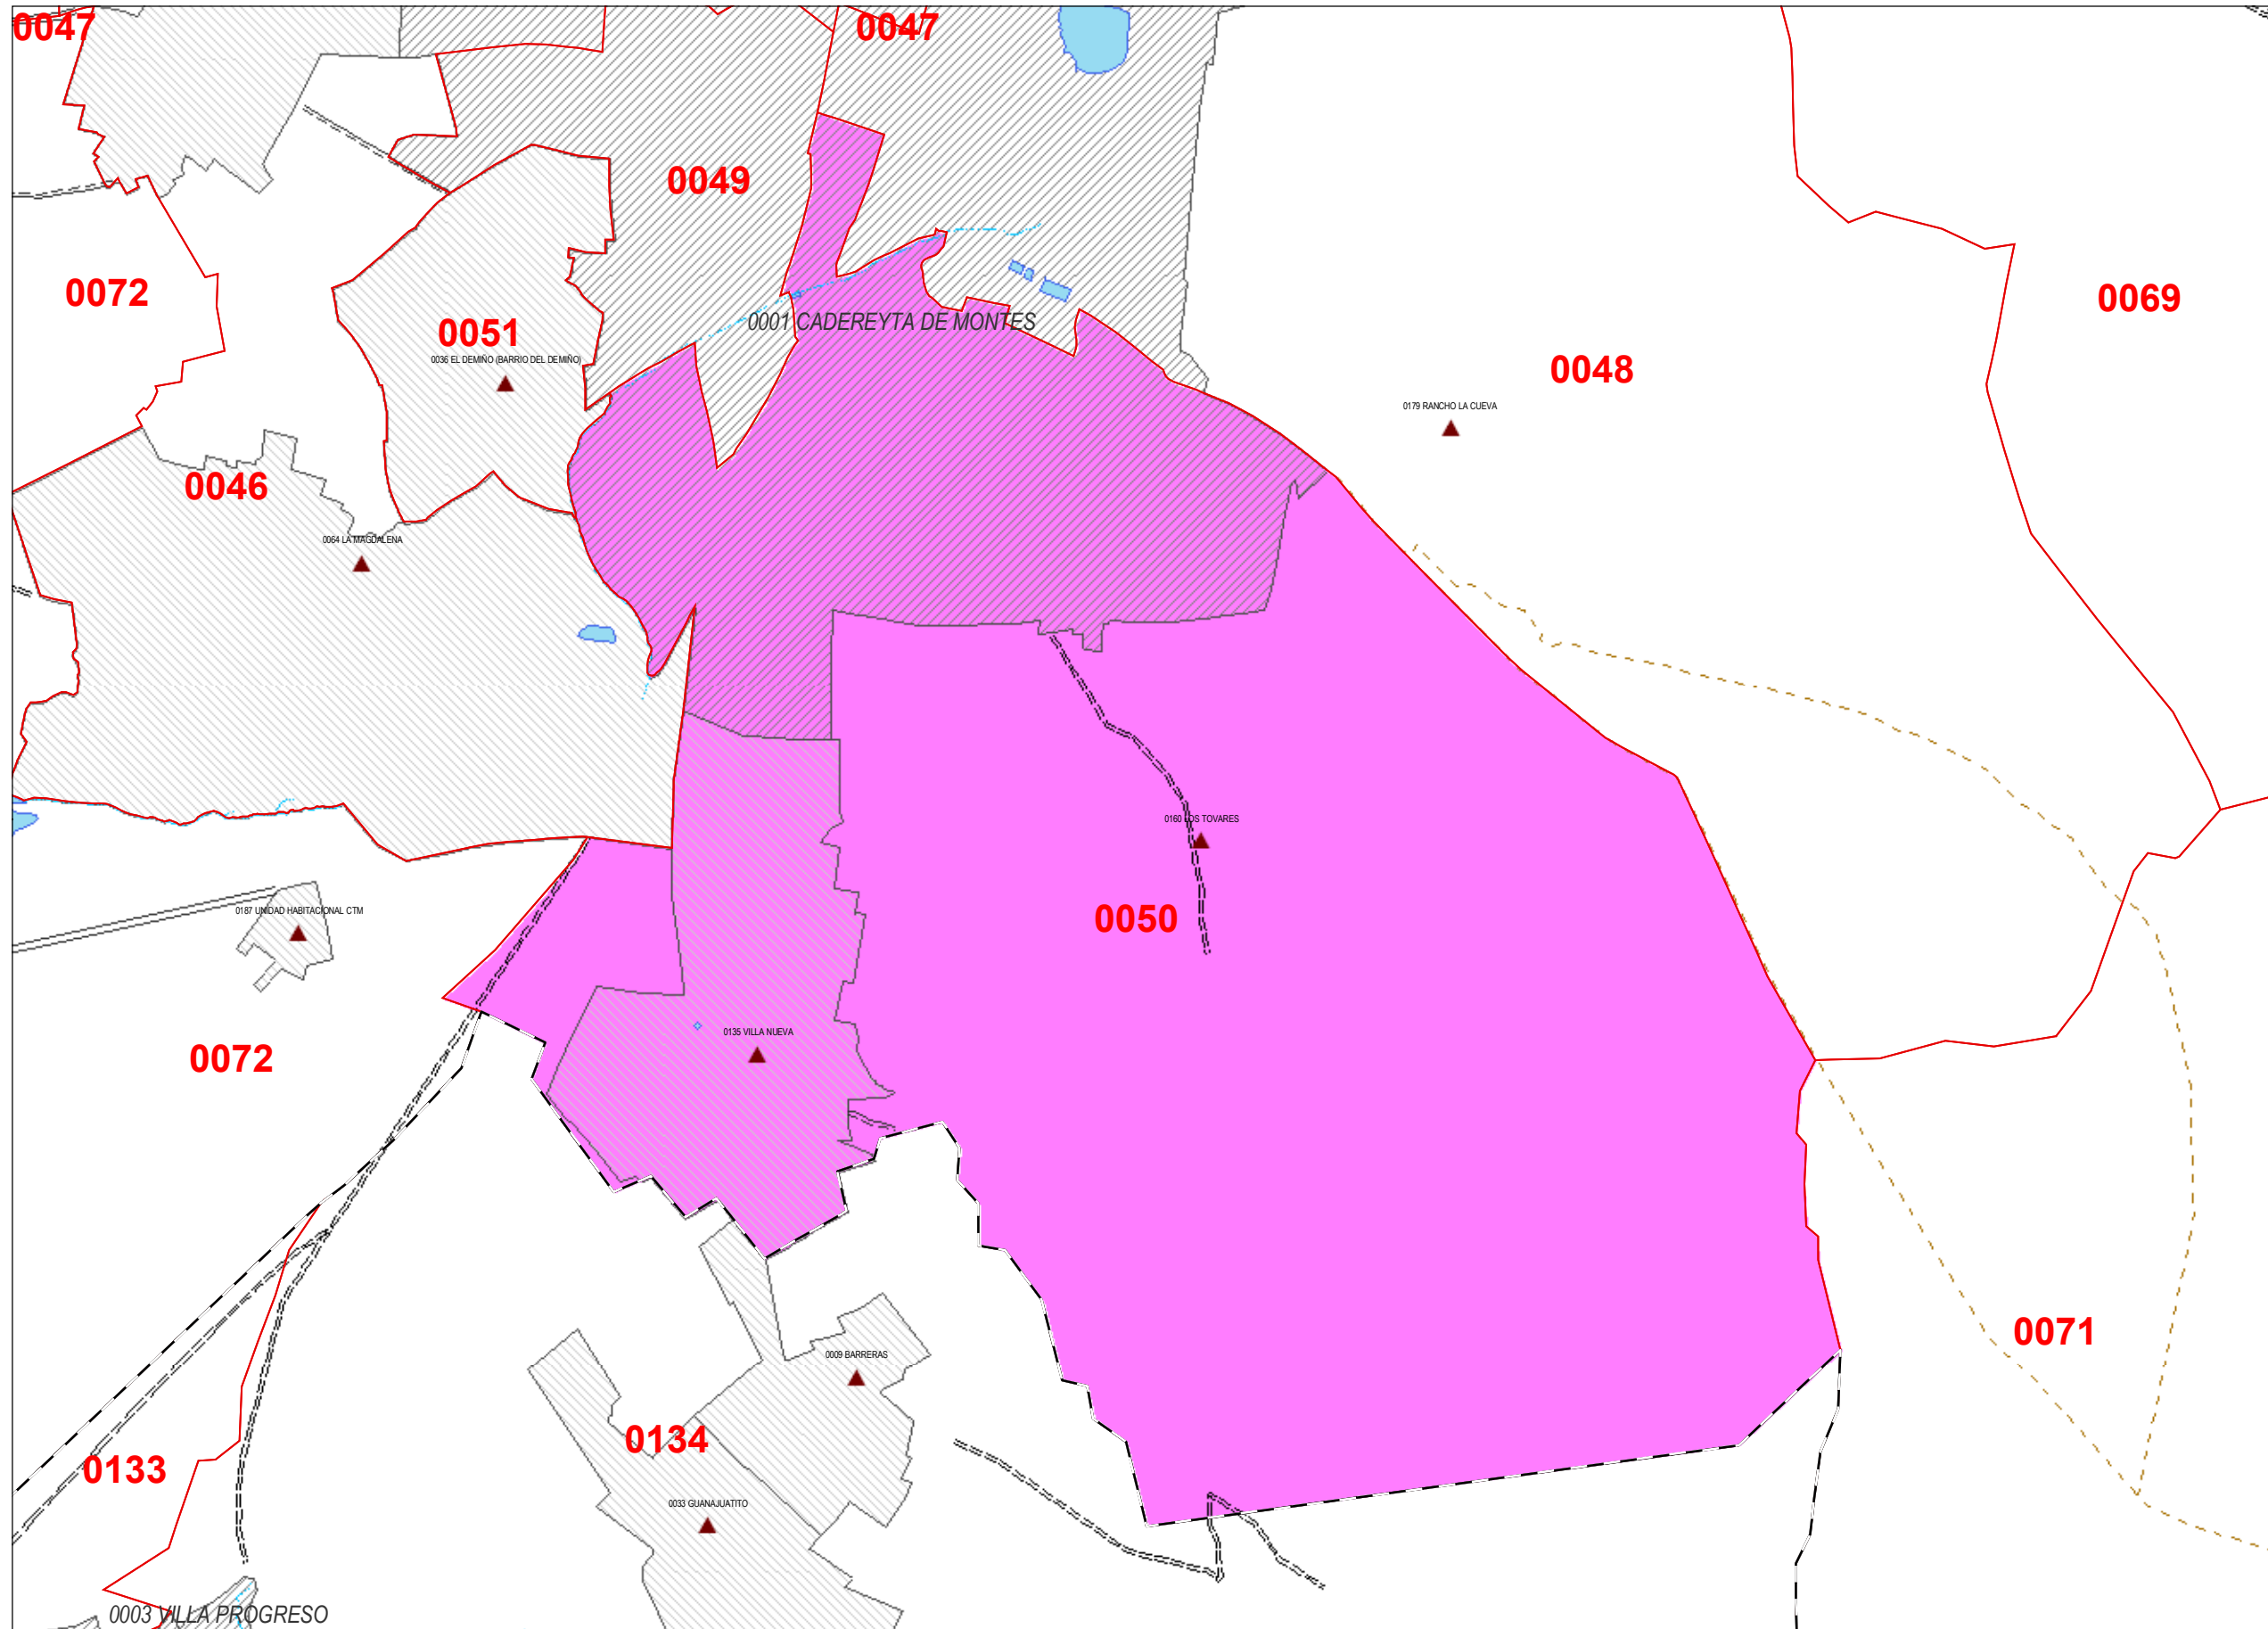 0047
0047
0049
0072
0069
0001 CADEREYTA DE MONTES
0051
0036 EL DEMIÑO (BARRIO DEL DEMIÑO)
0048
0179 RANCHO LA CUEVA
0046
0064 LA MAGDALENA
0160 LOS TOVARES
0187 UNIDAD HABITACIONAL CTM
0050
0135 VILLA NUEVA
0072
0071
0009 BARRERAS
0134
0133
0033 GUANAJUATITO
0003 VILLA PROGRESO